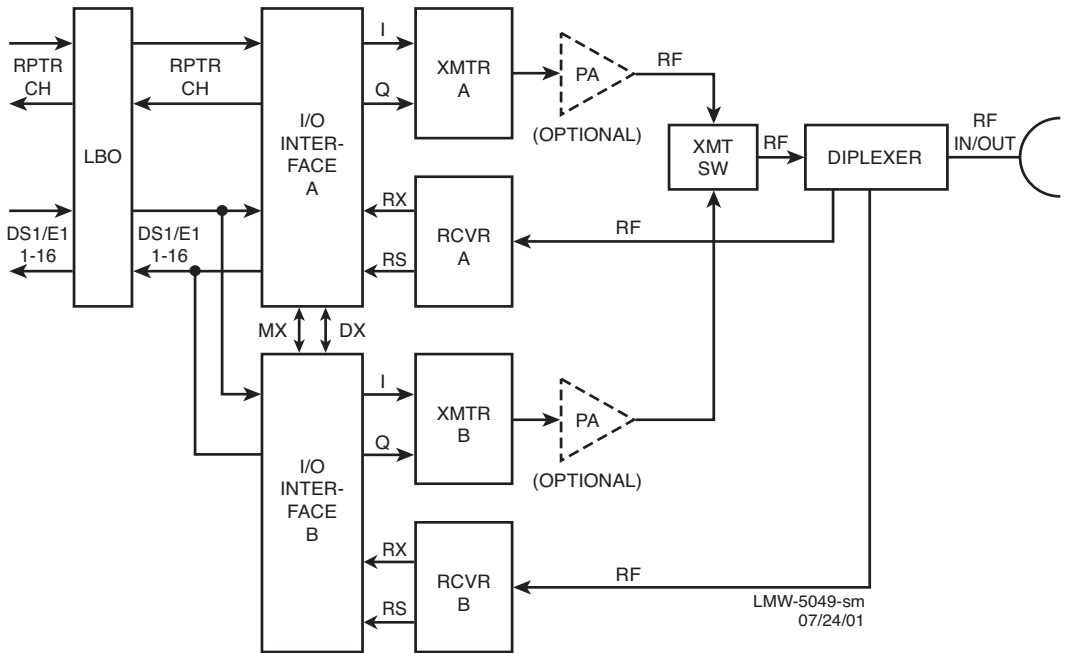 RPTR
CH
LBO
RPTR
CH
DS1/E1
1-16
DS1/E1
1-16
I/O
INTER-
FACE
A
I
Q
XMTR
A
PA
(OPTIONAL)
RF
XMT
SW
RF
DIPLEXER
RF
IN/OUT
RX
RS
RCVR
A
RF
MX
DX
I/O
INTER-
FACE
B
I
Q
XMTR
B
PA
(OPTIONAL)
RX
RS
RCVR
B
RF
LMW-5049-sm
07/24/01